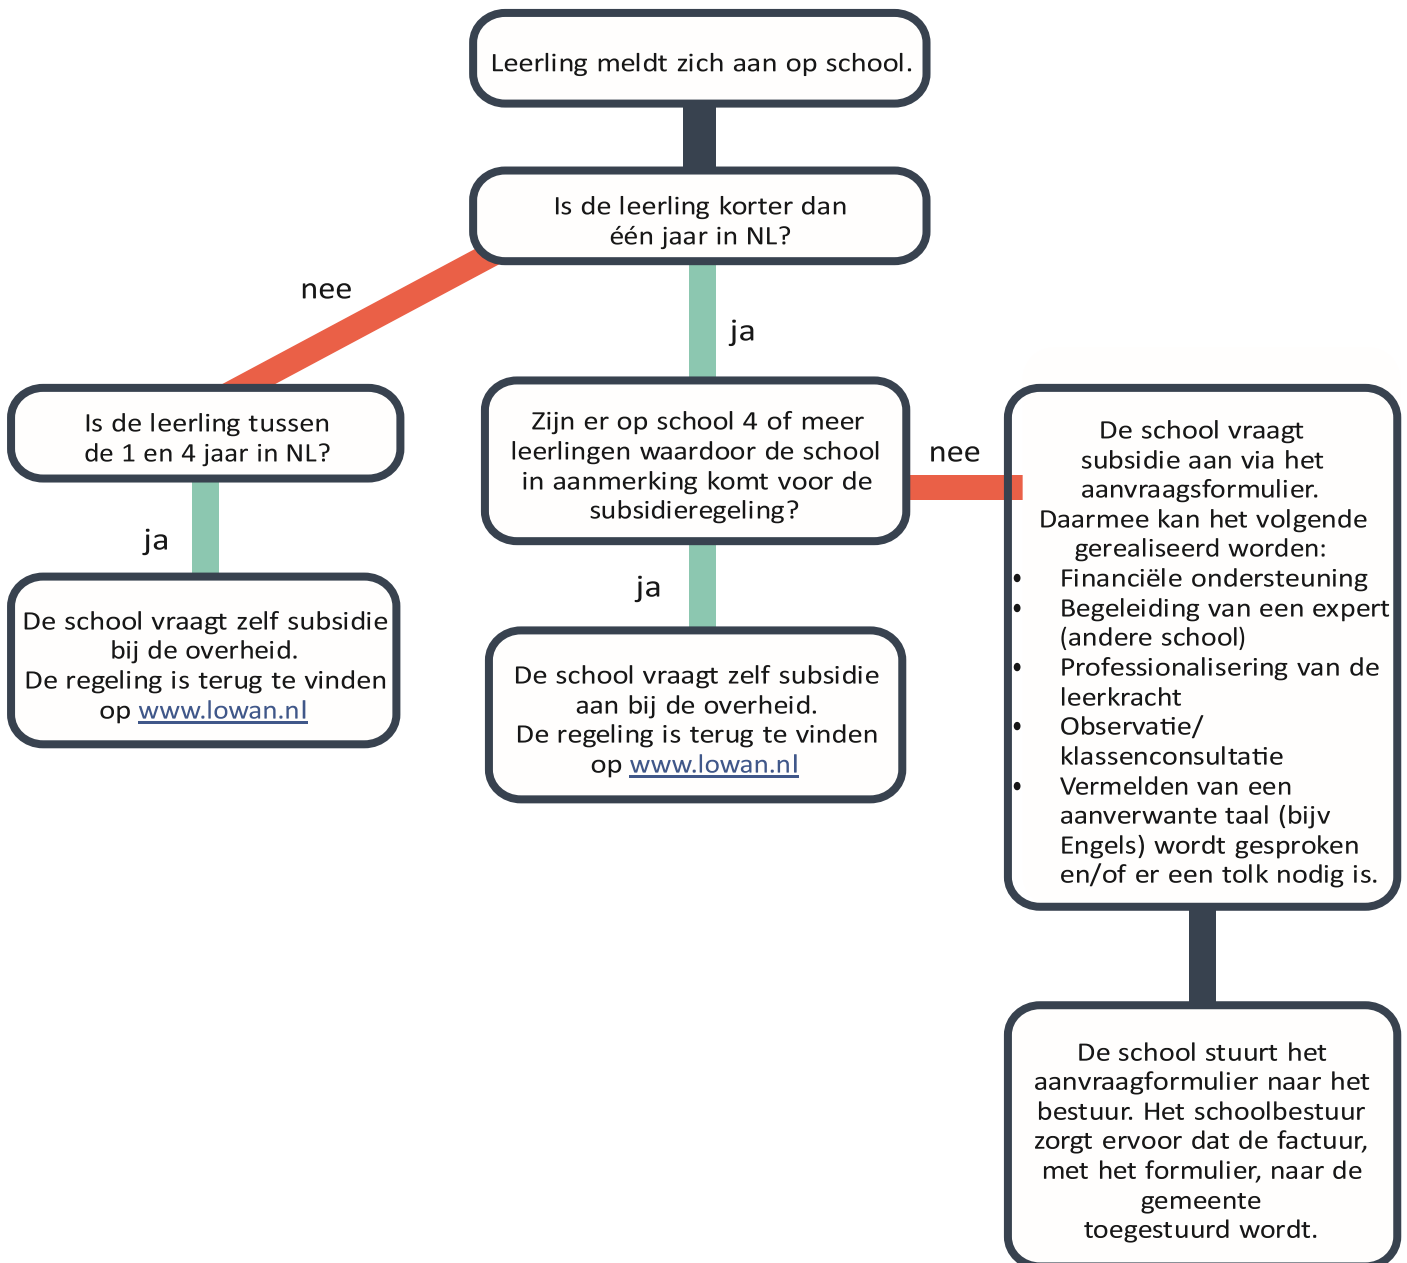 Leerling meldt zich aan op school.
Is de leerling korter dan
één jaar in NL?
nee
ja
Is de leerling tussen
de 1 en 4 jaar in NL?
ja
De school vraagt zelf subsidie
bij de overheid.
De regeling is terug te vinden
op www.lowan.nl
Zijn er op school 4 of meer
leerlingen waardoor de school
in aanmerking komt voor de
subsidieregeling?
nee
ja
De school vraagt zelf subsidie
aan bij de overheid.
De regeling is terug te vinden
op www.lowan.nl
De school vraagt
subsidie aan via het
aanvraagsformulier.
Daarmee kan het volgende
gerealiseerd worden:
• Financiële ondersteuning
• Begeleiding van een expert
(andere school)
• Professionalisering van de
leerkracht
• Observatie/
klassenconsultatie
• Vermelden van een
aanverwante taal (bijv
Engels) wordt gesproken
en/of er een tolk nodig is.
De school stuurt het
aanvraagformulier naar het
bestuur. Het schoolbestuur
zorgt ervoor dat de factuur,
met het formulier, naar de
gemeente
toegestuurd wordt.